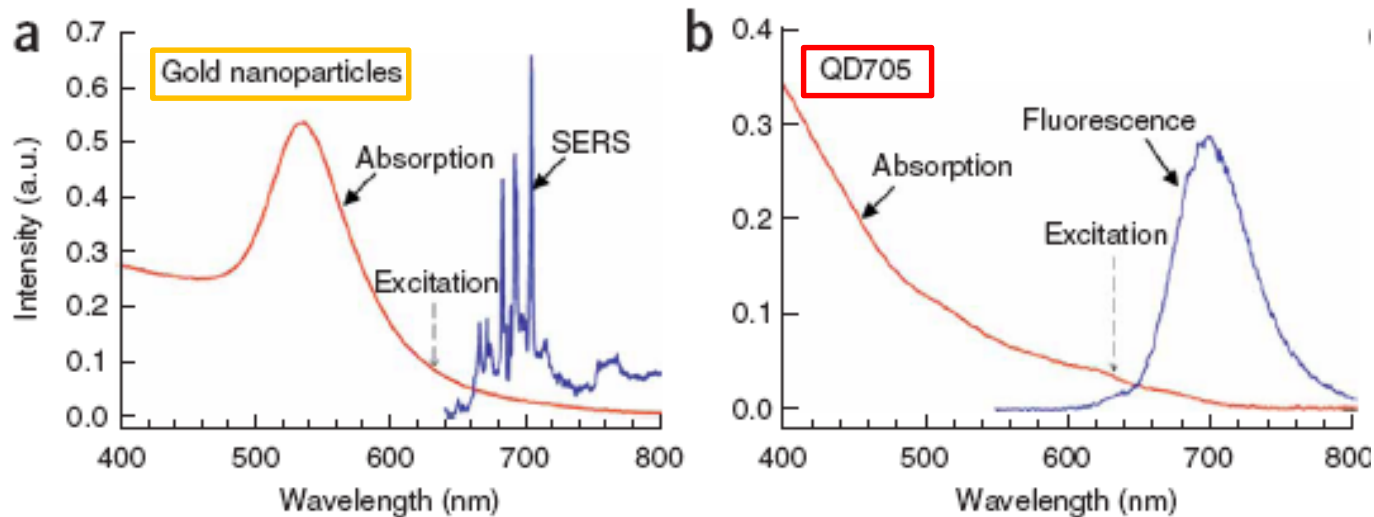 a
0.7
0.6
0.5
0.4
0.3
0.2
0.1
0.0
Intensity (a.u.)
Gold nanoparticles
Absorption
SERS
Excitation
400 500 600 700 800
Wavelength (nm)
b
0.4
0.3
0.2
0.1
0.0
QD705
Fluorescence
Absorption
Excitation
400 500 600 700 800
Wavelength (nm)